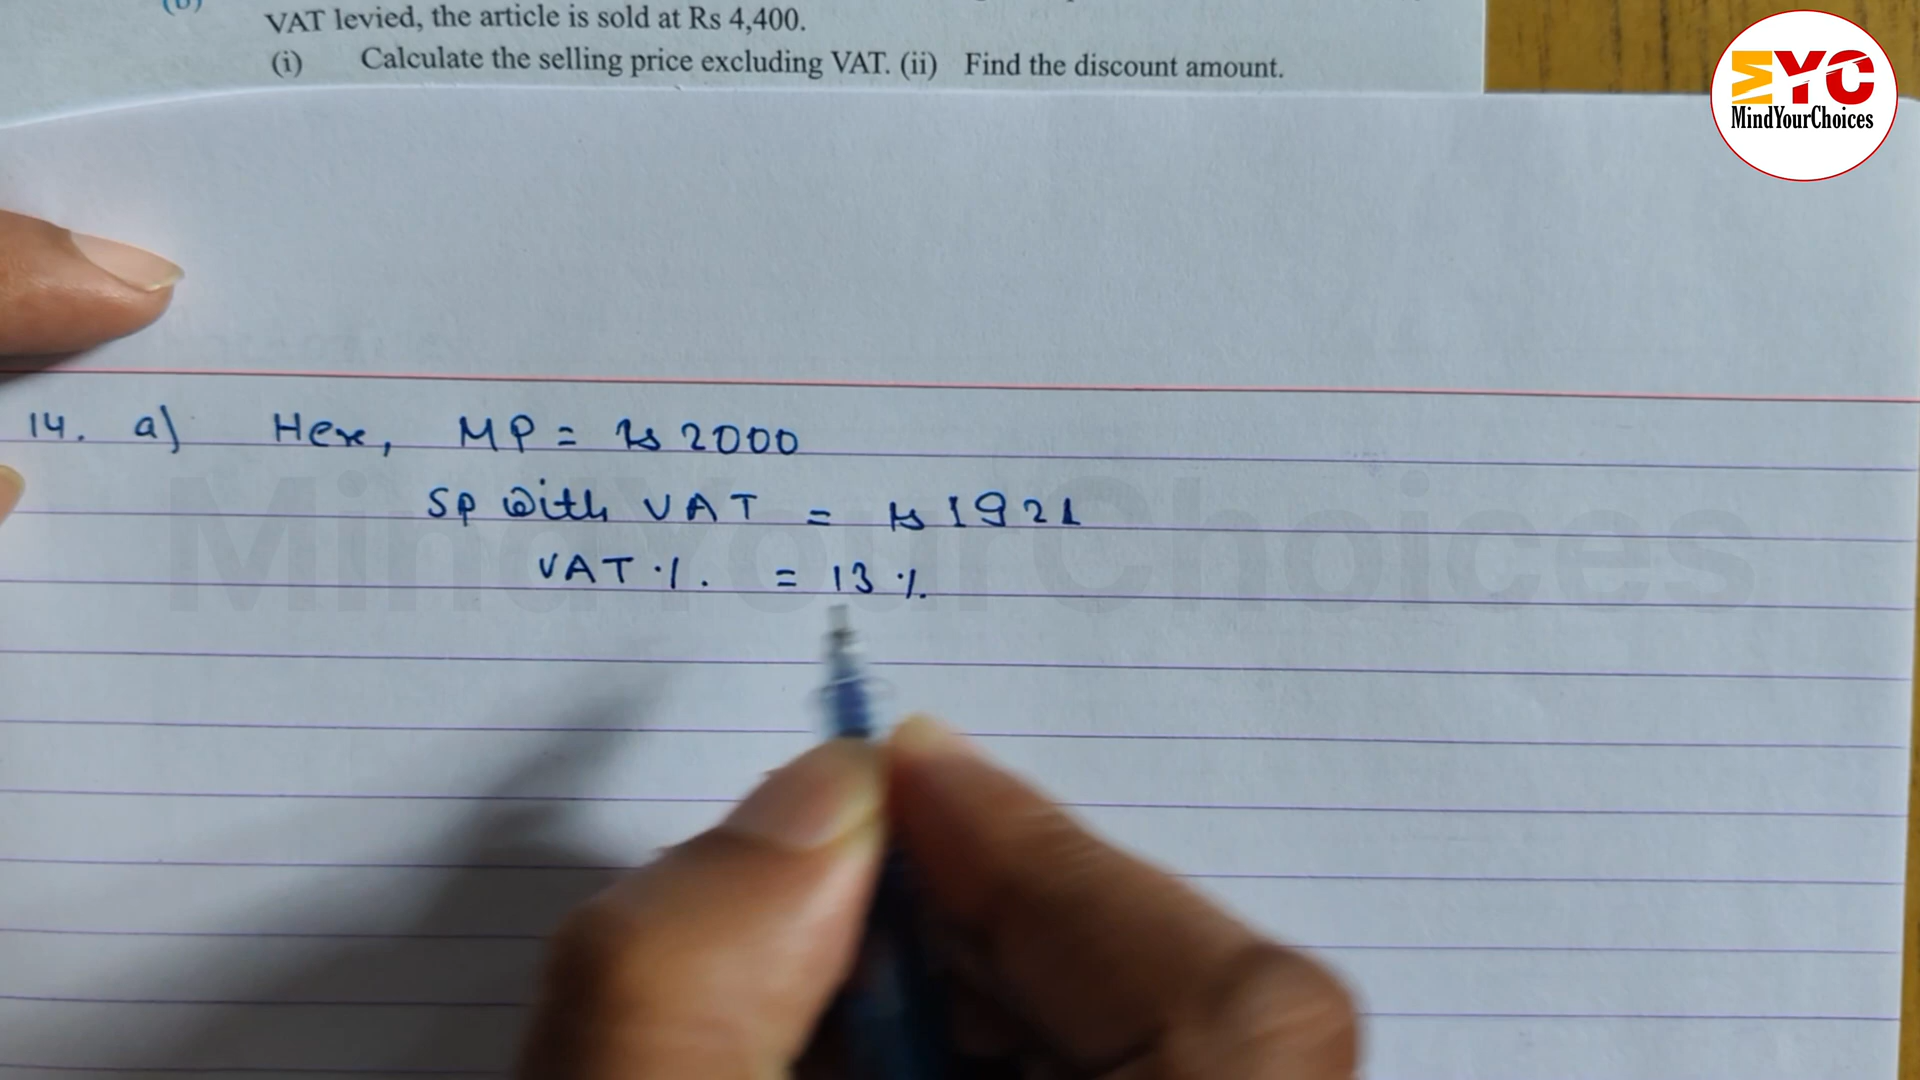 (b)
VAT levied, the article is sold at Rs 4,400.
(i) Calculate the selling price excluding VAT. (ii) Find the discount amount.
MYC
MindYourChoices
14. a) Here, MP = Rs 2000
SP with VAT = Rs 1921
VAT % = 13 %
MindYourChoices